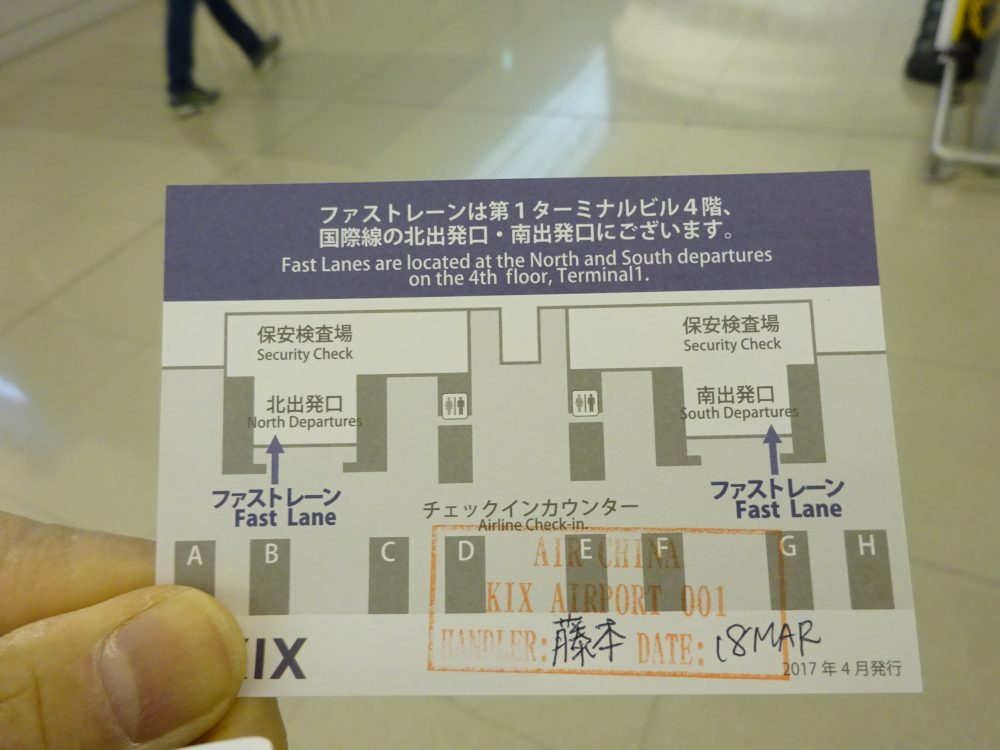 ファストレーンは第1ターミナルビル4階、
国際線の北出発口・南出発口にございます。
Fast Lanes are located at the North and South departures
on the 4th floor, Terminal1.
保安検査場
Security Check
保安検査場
Security Check
北出発口
North Departures
南出発口
South Departures
ファストレーン
Fast Lane
ファストレーン
Fast Lane
チェックインカウンター
Airline Check-in
A B C D E F G H
AIR CHINA
KIX AIRPORT 001
HANDLER: 藤本 DATE: 18MAR
KIX
2017年4月発行